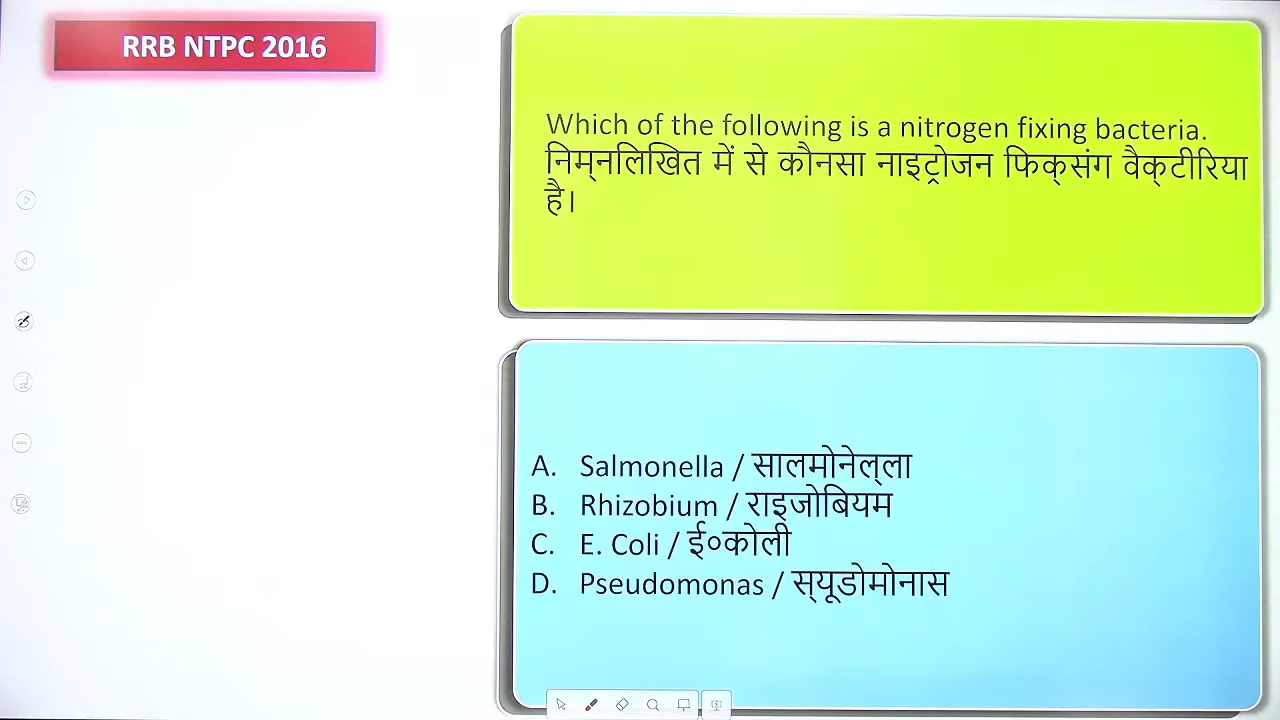 RRB NTPC 2016
Which of the following is a nitrogen fixing bacteria.
निम्नलिखित में से कौनसा नाइट्रोजन फिक्संग वैक्टीरिया
है।
A. Salmonella / सालमोनेल्ला
B. Rhizobium / राइजोबियम
C. E. Coli / ई०कोली
D. Pseudomonas / स्यूडोमोनास